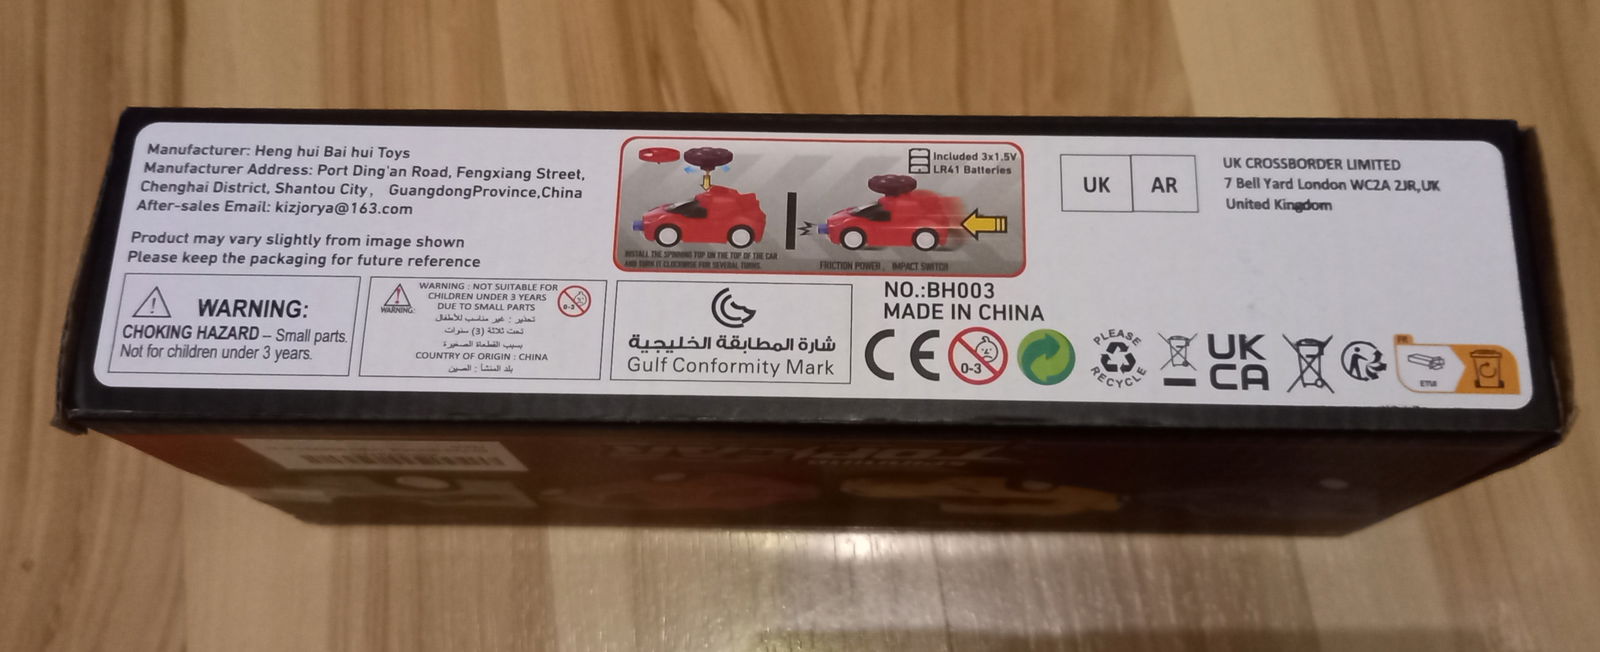 Manufacturer: Heng hui Bai hui Toys
Manufacturer Address: Port Ding'an Road, Fengxiang Street,
Chenghai District, Shantou City, GuangdongProvince,China
After-sales Email: kizjorya@163.com
Product may vary slightly from image shown
Please keep the packaging for future reference
WARNING:
CHOKING HAZARD – Small parts.
Not for children under 3 years.
WARNING:
WARNING : NOT SUITABLE FOR
CHILDREN UNDER 3 YEARS
DUE TO SMALL PARTS
0-3
تحذير : غير مناسب للأطفال
تحت ثلاثة (3) سنوات
بسبب القطعاة الصغيرة
COUNTRY OF ORIGIN : CHINA
بلد المنشأ : الصين
Included 3x1.5V
LR41 Batteries
INSTALL THE SPINNING TOP ON THE TOP OF THE CAR
AND TURN IT CLOCKWISE FOR SEVERAL TURNS.
FRICTION POWER, IMPACT SWITCH
شارة المطابقة الخليجية
Gulf Conformity Mark
UK AR
UK CROSSBORDER LIMITED
7 Bell Yard London WC2A 2JR,UK
United Kingdom
NO.:BH003
MADE IN CHINA
CE
0-3
PLEASE
RECYCLE
UK
CA
FR
ETUI